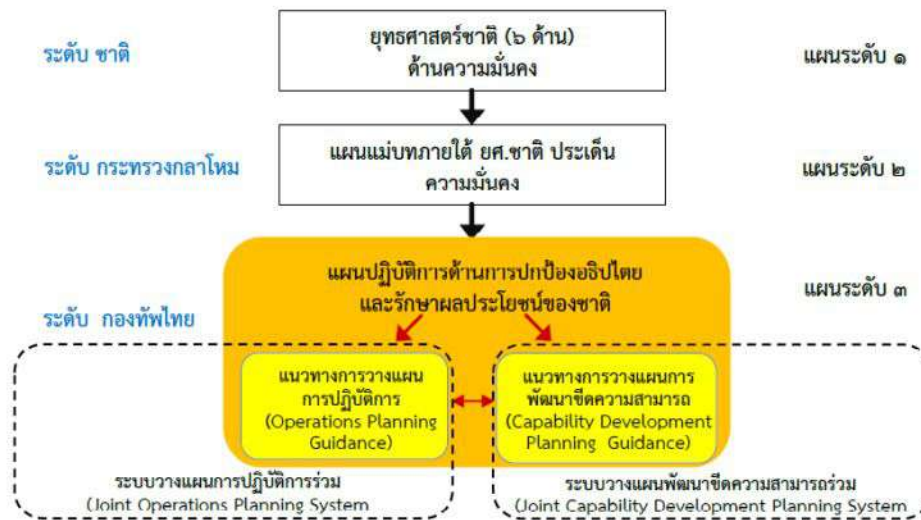 ยุทธศาสตร์ชาติ (๖ ด้าน)
ด้านความมั่นคง
ระดับ ชาติ
แผนระดับ ๑
แผนแม่บทภายใต้ ยศ.ชาติ ประเด็น
ความมั่นคง
ระดับ กระทรวงกลาโหม
แผนระดับ ๒
แผนปฏิบัติการด้านการปกป้องอธิปไตย
และรักษาผลประโยชน์ของชาติ
แผนระดับ ๓
ระดับ กองทัพไทย
แนวทางการวางแผน
การปฏิบัติการ
(Operations Planning
Guidance)
แนวทางการวางแผนการ
พัฒนาขีดความสามารถ
(Capability Development
Planning Guidance)
ระบบวางแผนการปฏิบัติการร่วม
(Joint Operations Planning System
ระบบวางแผนพัฒนาขีดความสามารถร่วม
(Joint Capability Development Planning System)